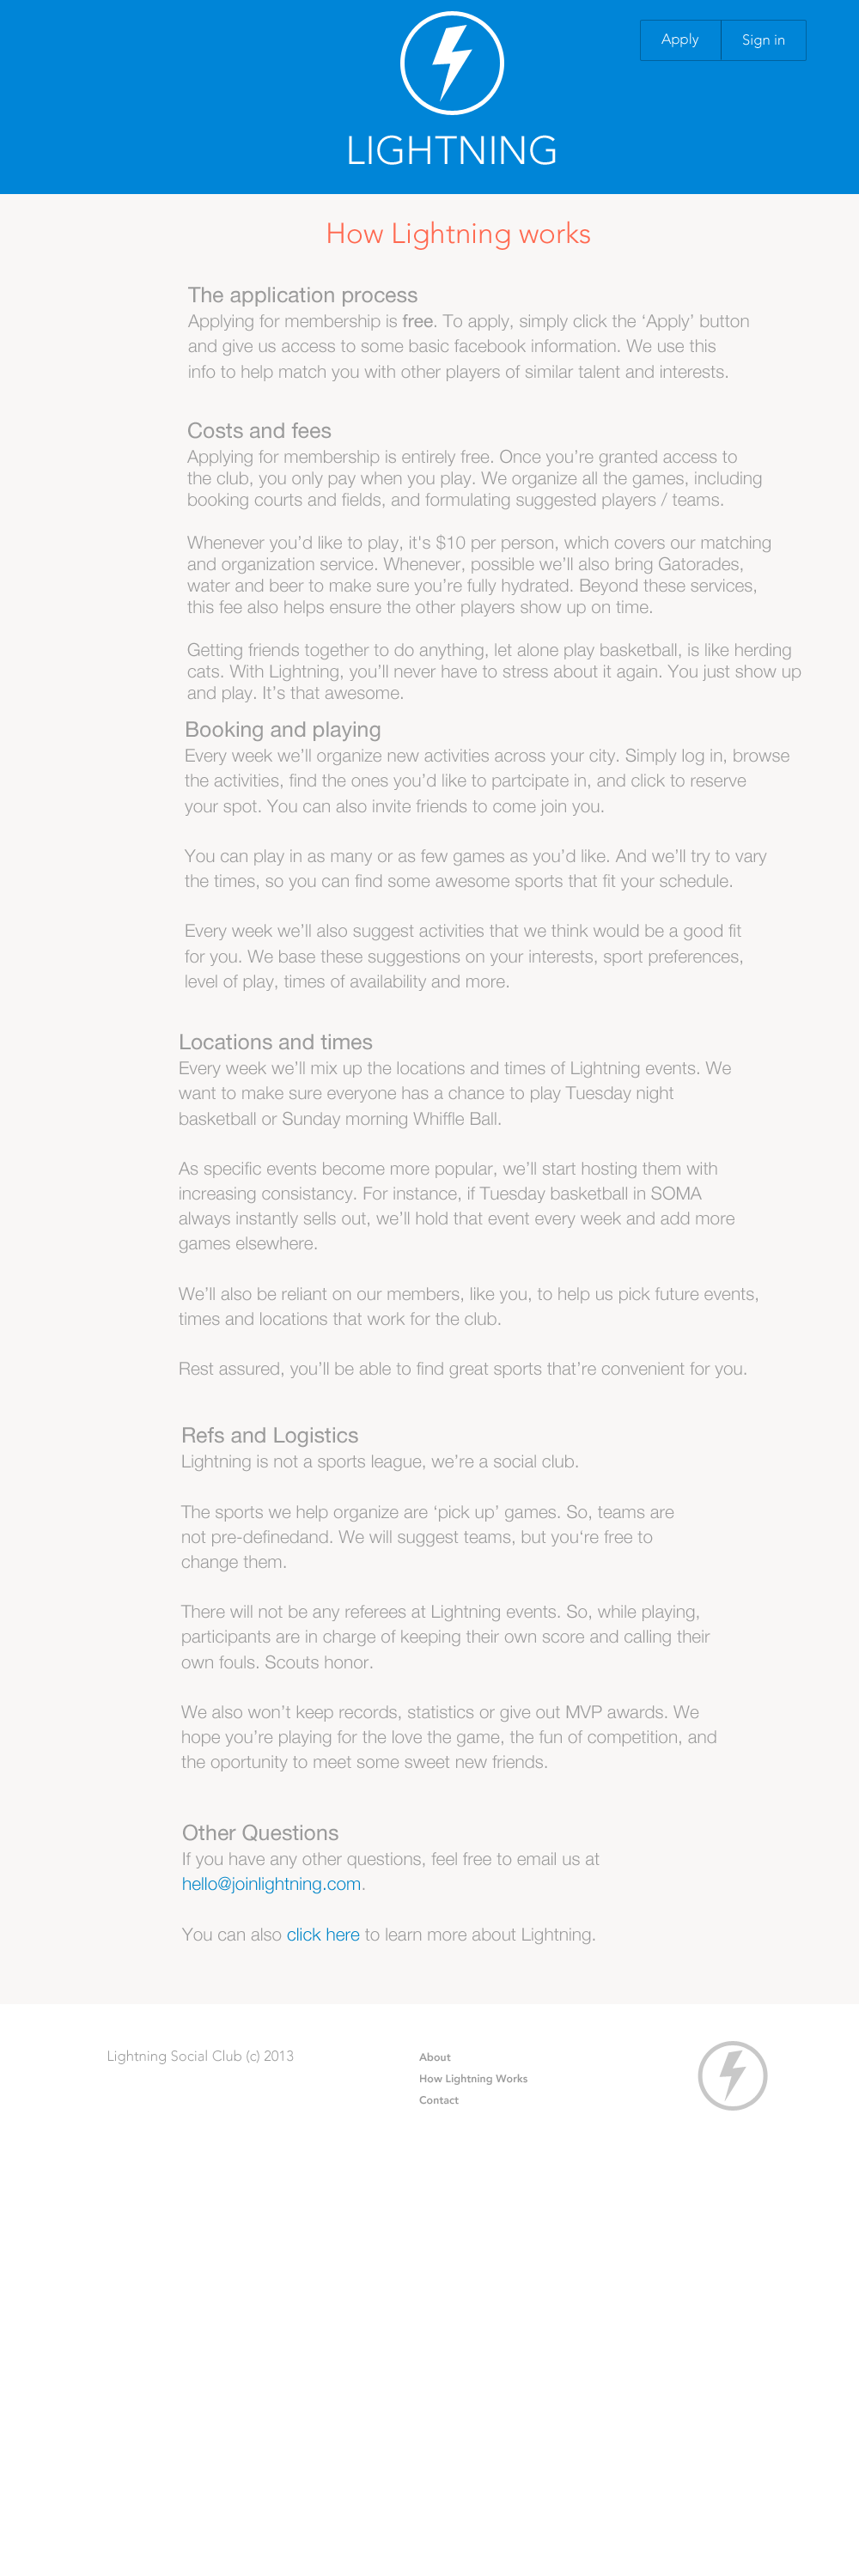 Apply
Sign in
LIGHTNING
How Lightning works
The application process
Applying for membership is free. To apply, simply click the ‘Apply’ button
and give us access to some basic facebook information. We use this
info to help match you with other players of similar talent and interests.
Costs and fees
Applying for membership is entirely free. Once you’re granted access to
the club, you only pay when you play. We organize all the games, including
booking courts and fields, and formulating suggested players / teams.
Whenever you’d like to play, it's $10 per person, which covers our matching
and organization service. Whenever, possible we’ll also bring Gatorades,
water and beer to make sure you’re fully hydrated. Beyond these services,
this fee also helps ensure the other players show up on time.
Getting friends together to do anything, let alone play basketball, is like herding
cats. With Lightning, you’ll never have to stress about it again. You just show up
and play. It’s that awesome.
Booking and playing
Every week we’ll organize new activities across your city. Simply log in, browse
the activities, find the ones you’d like to partcipate in, and click to reserve
your spot. You can also invite friends to come join you.
You can play in as many or as few games as you’d like. And we’ll try to vary
the times, so you can find some awesome sports that fit your schedule.
Every week we’ll also suggest activities that we think would be a good fit
for you. We base these suggestions on your interests, sport preferences,
level of play, times of availability and more.
Locations and times
Every week we’ll mix up the locations and times of Lightning events. We
want to make sure everyone has a chance to play Tuesday night
basketball or Sunday morning Whiffle Ball.
As specific events become more popular, we’ll start hosting them with
increasing consistancy. For instance, if Tuesday basketball in SOMA
always instantly sells out, we’ll hold that event every week and add more
games elsewhere.
We’ll also be reliant on our members, like you, to help us pick future events,
times and locations that work for the club.
Rest assured, you’ll be able to find great sports that’re convenient for you.
Refs and Logistics
Lightning is not a sports league, we’re a social club.
The sports we help organize are ‘pick up’ games. So, teams are
not pre-definedand. We will suggest teams, but you‘re free to
change them.
There will not be any referees at Lightning events. So, while playing,
participants are in charge of keeping their own score and calling their
own fouls. Scouts honor.
We also won’t keep records, statistics or give out MVP awards. We
hope you’re playing for the love the game, the fun of competition, and
the oportunity to meet some sweet new friends.
Other Questions
If you have any other questions, feel free to email us at
hello@joinlightning.com.
You can also click here to learn more about Lightning.
Lightning Social Club (c) 2013
About
How Lightning Works
Contact